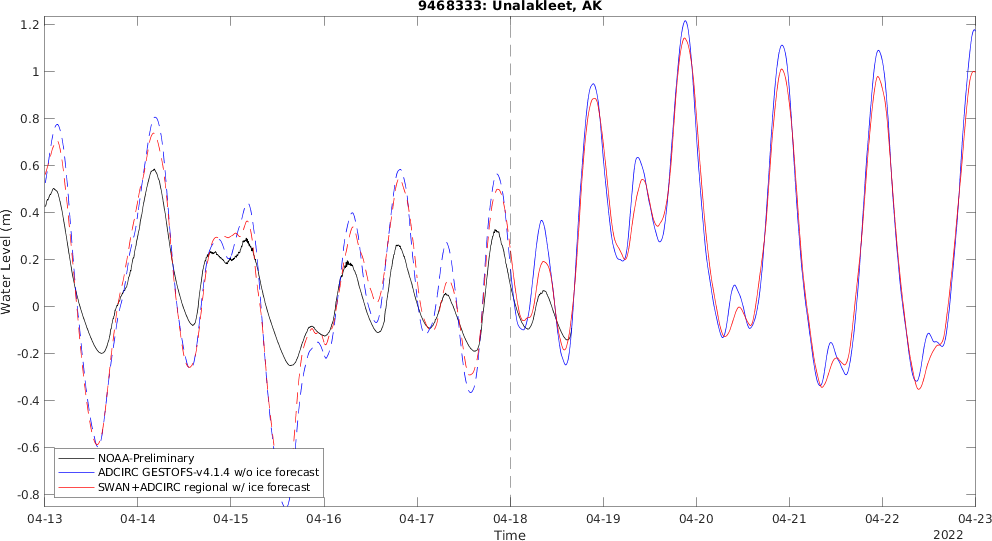 9468333: Unalakleet, AK
Water Level (m)
1.2
1
0.8
0.6
0.4
0.2
0
-0.2
-0.4
-0.6
-0.8
NOAA-Preliminary
ADCIRC GESTOFS-v4.1.4 w/o ice forecast
SWAN+ADCIRC regional w/ ice forecast
04-13 04-14 04-15 04-16 04-17 04-18 04-19 04-20 04-21 04-22 04-23
Time
2022